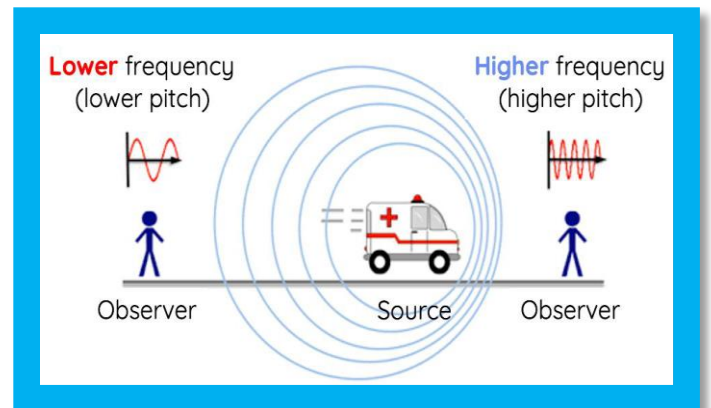 Lower frequency
(lower pitch)
Higher frequency
(higher pitch)
Observer
Source
Observer